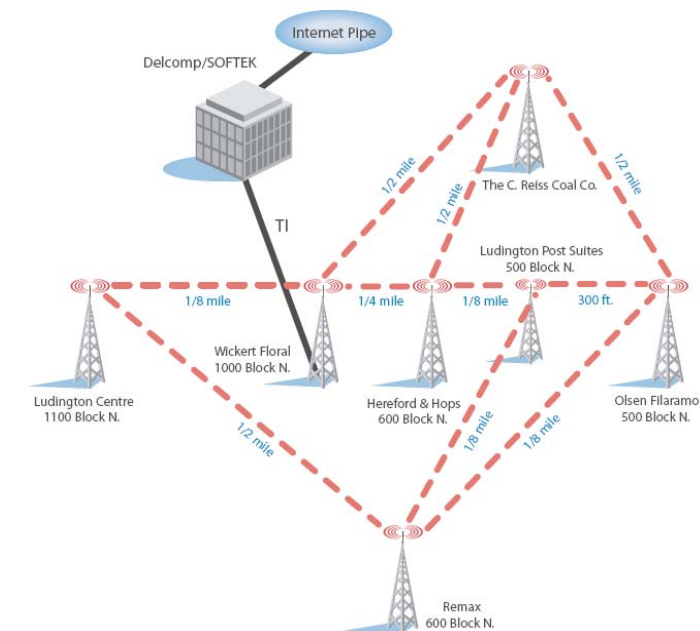 Internet Pipe
Delcomp/SOFTEK
1/2 mile
1/2 mile
1/2 mile
The C. Reiss Coal Co.
TI
Ludington Post Suites
500 Block N.
1/8 mile
1/4 mile
1/8 mile
300 ft.
Wickert Floral
1000 Block N.
Ludington Centre
1100 Block N.
Hereford & Hops
600 Block N.
Olsen Filaramo
500 Block N.
1/2 mile
1/8 mile
1/8 mile
Remax
600 Block N.